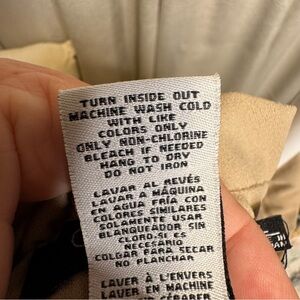 TURN INSIDE OUT
MACHINE WASH COLD
WITH LIKE
COLORS ONLY
ONLY NON-CHLORINE
BLEACH IF NEEDED
HANG TO DRY
DO NOT IRON
LAVAR AL REVÉS
LAVAR A MÁQUINA
EN AGUA FRÍA CON
COLORES SIMILARES
SOLAMENTE USAR
BLANQUEADOR SIN
CLORO.SI ES
NECESARIO
COLGAR PARA SECAR
NO PLANCHAR
LAVER À L'ENVERS
LAVER EN MACHINE